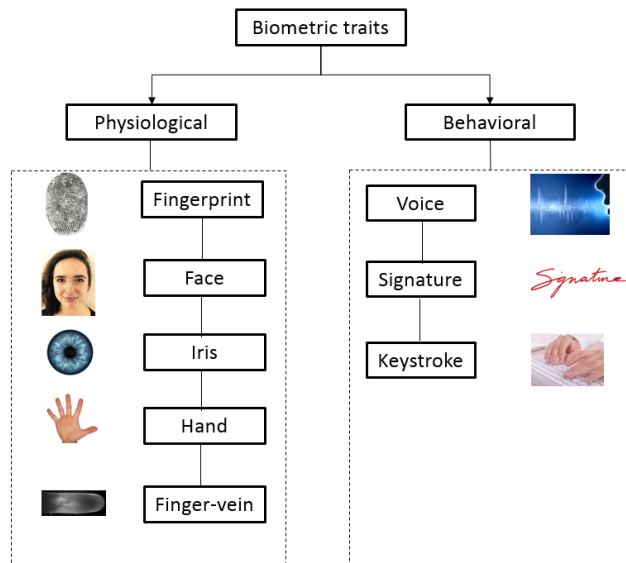 Biometric traits
Physiological
Behavioral
Fingerprint
Face
Iris
Hand
Finger-vein
Voice
Signature
Keystroke
Signature